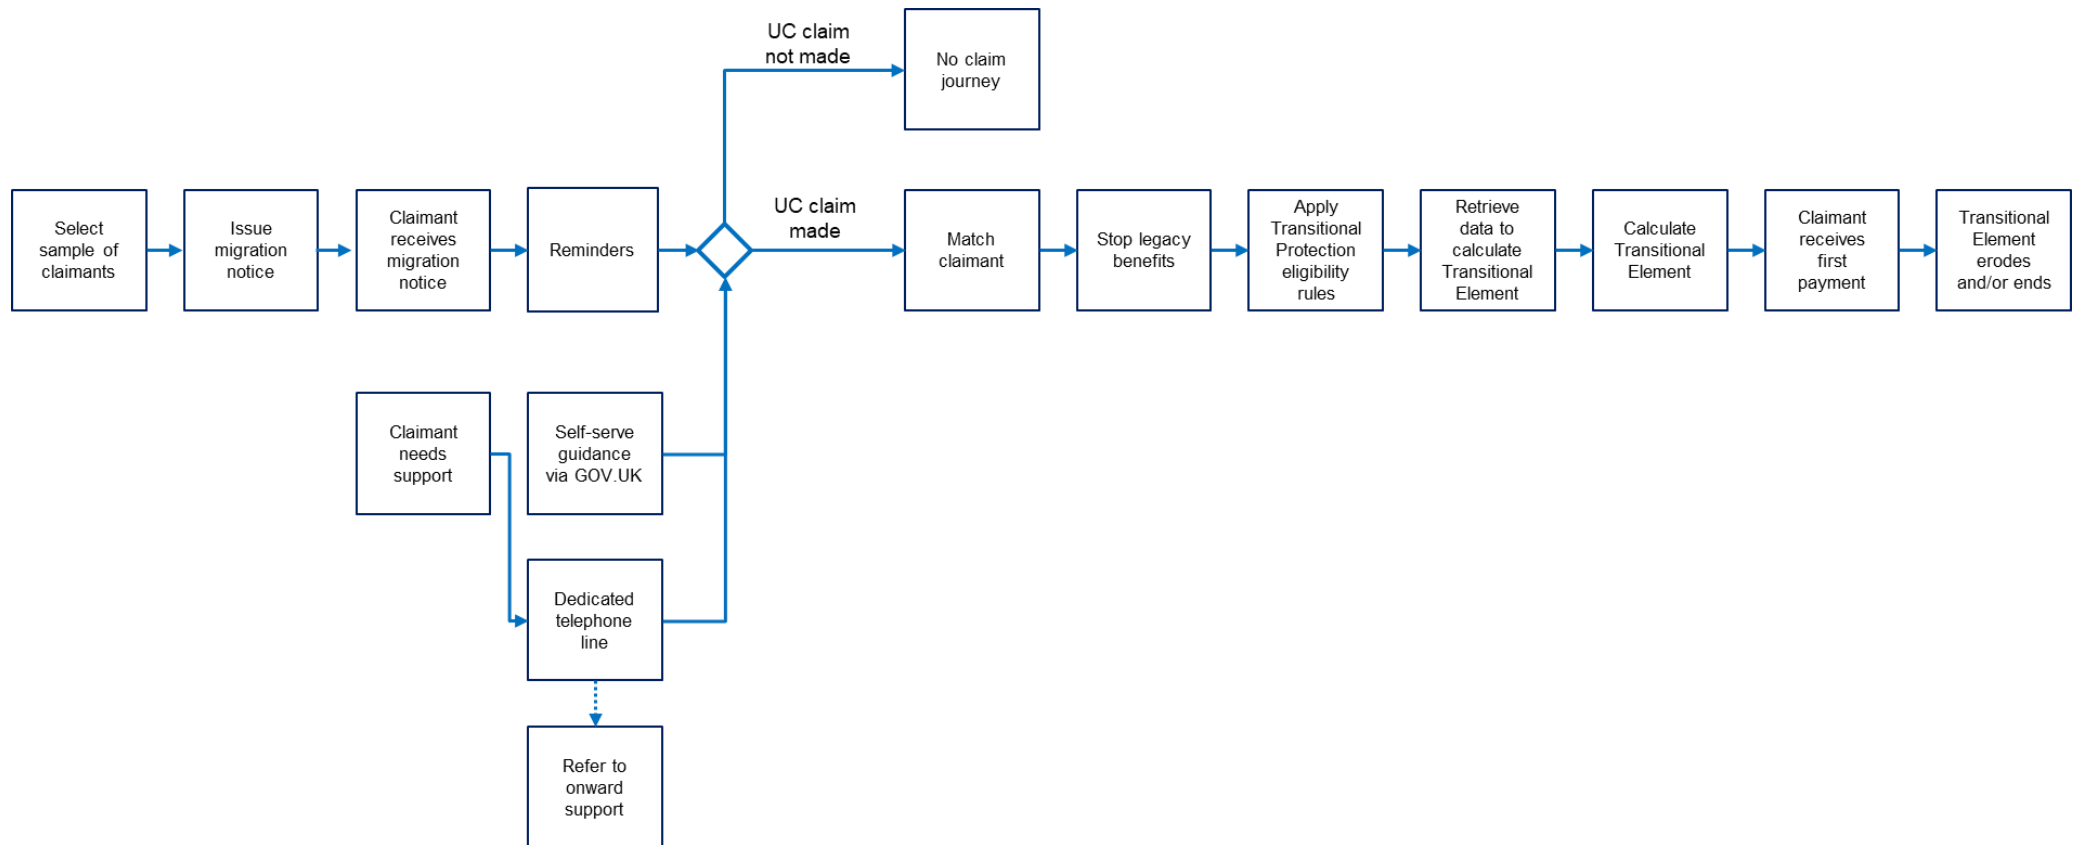 UC claim
not made
No claim
journey
Select
sample of
claimants
Issue
migration
notice
Claimant
receives
migration
notice
Reminders
UC claim
made
Match
claimant
Stop legacy
benefits
Apply
Transitional
Protection
eligibility
rules
Retrieve
data to
calculate
Transitional
Element
Calculate
Transitional
Element
Claimant
receives
first
payment
Transitional
Element
erodes
and/or ends
Claimant
needs
support
Self-serve
guidance
via GOV.UK
Dedicated
telephone
line
Refer to
onward
support